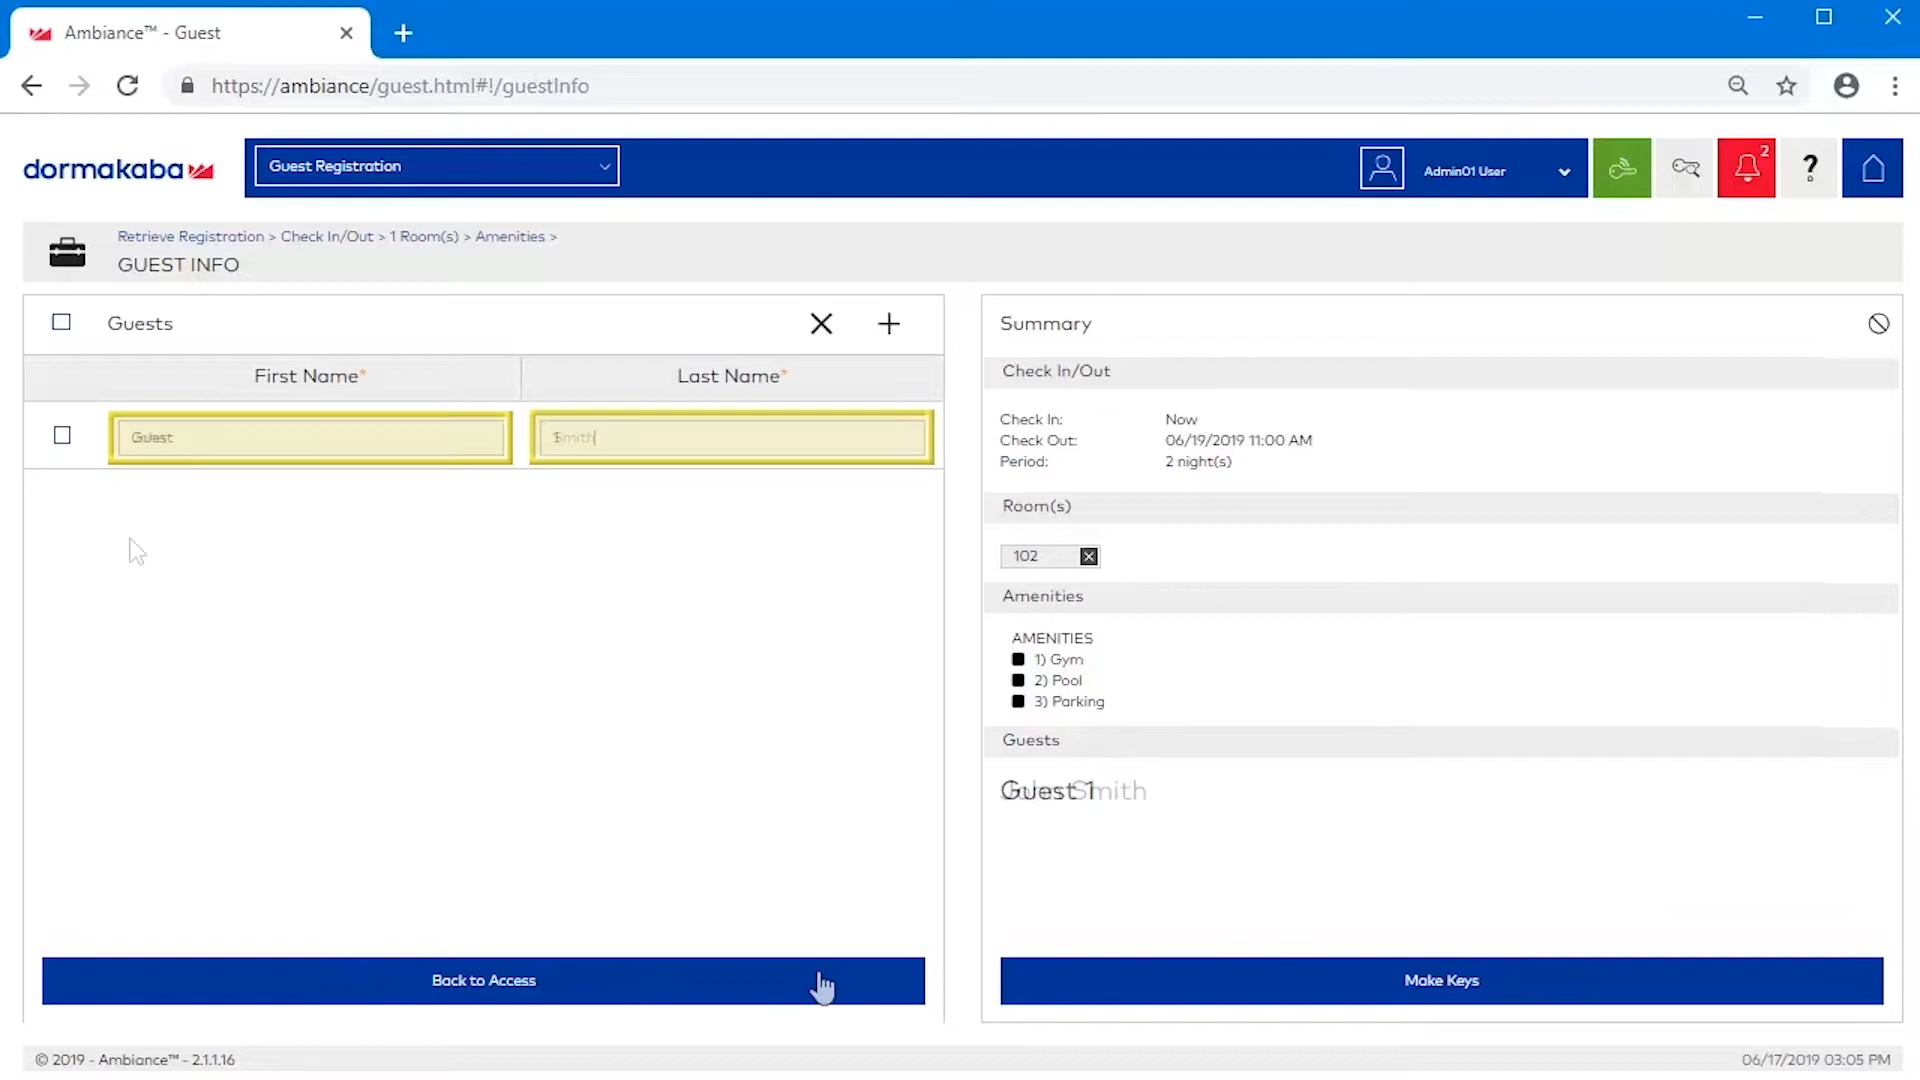 Ambiance™ - Guest
https://ambiance/guest.html#!/guestInfo
dormakaba
Guest Registration
Admin01 User
2
?
Retrieve Registration > Check In/Out > 1 Room(s) > Amenities >
GUEST INFO
Guests
First Name* Last Name*
Guest Smith
Back to Access
Summary
Check In/Out
Check In: Now
Check Out: 06/19/2019 11:00 AM
Period: 2 night(s)
Room(s)
102
Amenities
AMENITIES
1) Gym
2) Pool
3) Parking
Guests
Guest 1 Smith
Make Keys
© 2019 - Ambiance™ - 2.1.1.16
06/17/2019 03:05 PM